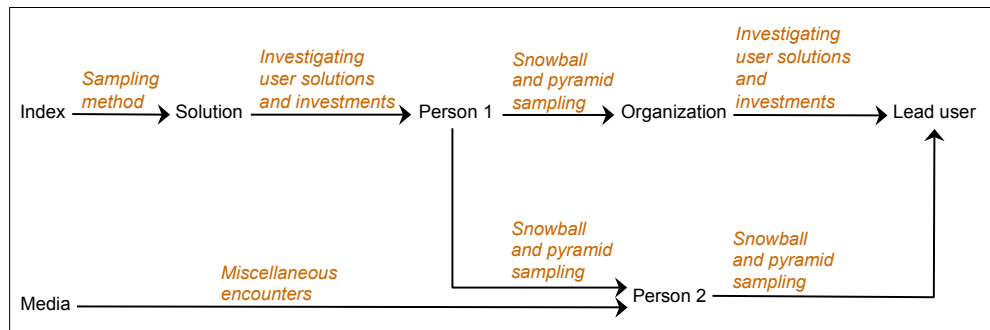 Sampling
method
Investigating
user solutions
and investments
Snowball
and pyramid
sampling
Investigating
user solutions
and
investments
Index
Solution
Person 1
Organization
Lead user
Snowball
and pyramid
sampling
Snowball
and pyramid
sampling
Miscellaneous
encounters
Media
Person 2